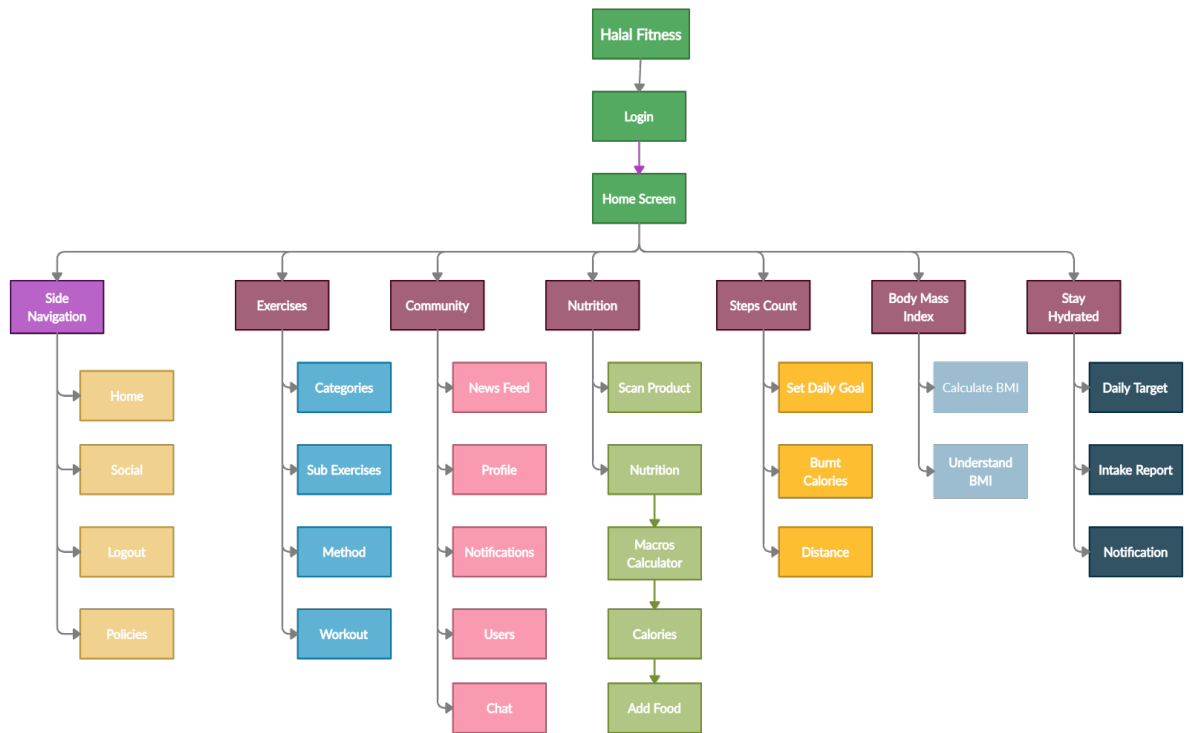 Halal Fitness
Login
Home Screen
Side
Navigation
Exercises
Community
Nutrition
Steps Count
Body Mass
Index
Stay
Hydrated
Home
Social
Logout
Policies
Categories
Sub Exercises
Method
Workout
News Feed
Profile
Notifications
Users
Chat
Scan Product
Nutrition
Macros
Calculator
Calories
Add Food
Set Daily Goal
Burnt
Calories
Distance
Calculate BMI
Understand
BMI
Daily Target
Intake Report
Notification